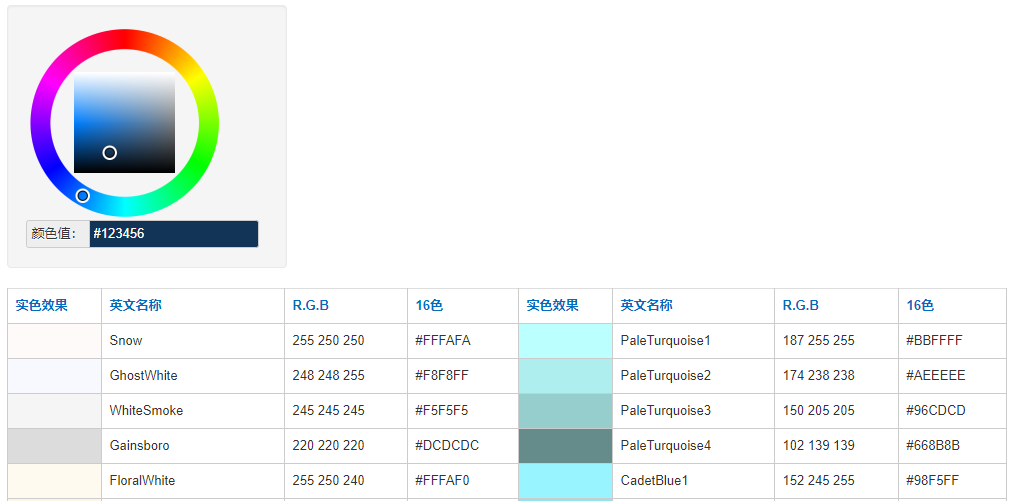 颜色值： #123456
实色效果 英文名称 R.G.B 16色 实色效果 英文名称 R.G.B 16色
Snow 255 250 250 #FFFAFA PaleTurquoise1 187 255 255 #BBFFFF
GhostWhite 248 248 255 #F8F8FF PaleTurquoise2 174 238 238 #AEEEEE
WhiteSmoke 245 245 245 #F5F5F5 PaleTurquoise3 150 205 205 #96CDCD
Gainsboro 220 220 220 #DCDCDC PaleTurquoise4 102 139 139 #668B8B
FloralWhite 255 250 240 #FFFAF0 CadetBlue1 152 245 255 #98F5FF